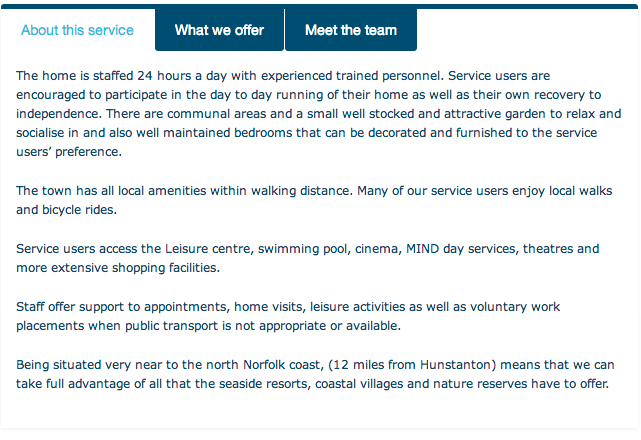 About this service What we offer Meet the team
The home is staffed 24 hours a day with experienced trained personnel. Service users are
encouraged to participate in the day to day running of their home as well as their own recovery to
independence. There are communal areas and a small well stocked and attractive garden to relax and
socialise in and also well maintained bedrooms that can be decorated and furnished to the service
users’ preference.
The town has all local amenities within walking distance. Many of our service users enjoy local walks
and bicycle rides.
Service users access the Leisure centre, swimming pool, cinema, MIND day services, theatres and
more extensive shopping facilities.
Staff offer support to appointments, home visits, leisure activities as well as voluntary work
placements when public transport is not appropriate or available.
Being situated very near to the north Norfolk coast, (12 miles from Hunstanton) means that we can
take full advantage of all that the seaside resorts, coastal villages and nature reserves have to offer.